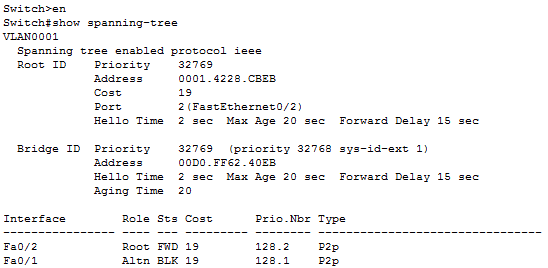 Switch>en
Switch#show spanning-tree
VLAN0001
  Spanning tree enabled protocol ieee
  Root ID    Priority    32769
             Address     0001.4228.CBEB
             Cost        19
             Port        2(FastEthernet0/2)
             Hello Time  2 sec  Max Age 20 sec  Forward Delay 15 sec

  Bridge ID  Priority    32769  (priority 32768 sys-id-ext 1)
             Address     00D0.FF62.40EB
             Hello Time  2 sec  Max Age 20 sec  Forward Delay 15 sec
             Aging Time  20

Interface        Role Sts Cost      Prio.Nbr Type
---------------- ---- --- --------- -------- --------------------------------
Fa0/2            Root FWD 19        128.2    P2p
Fa0/1            Altn BLK 19        128.1    P2p